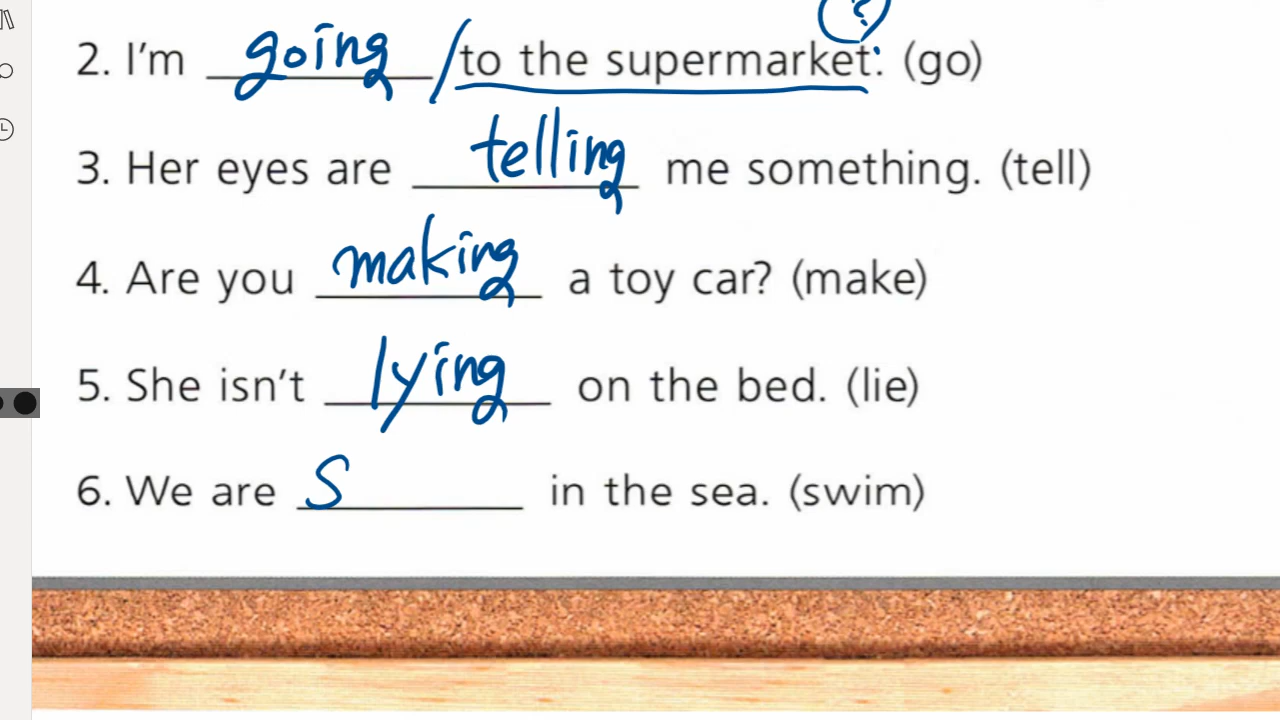 ?
2. I'm going / to the supermarket. (go)
3. Her eyes are telling me something. (tell)
4. Are you making a toy car? (make)
5. She isn't lying on the bed. (lie)
6. We are S in the sea. (swim)